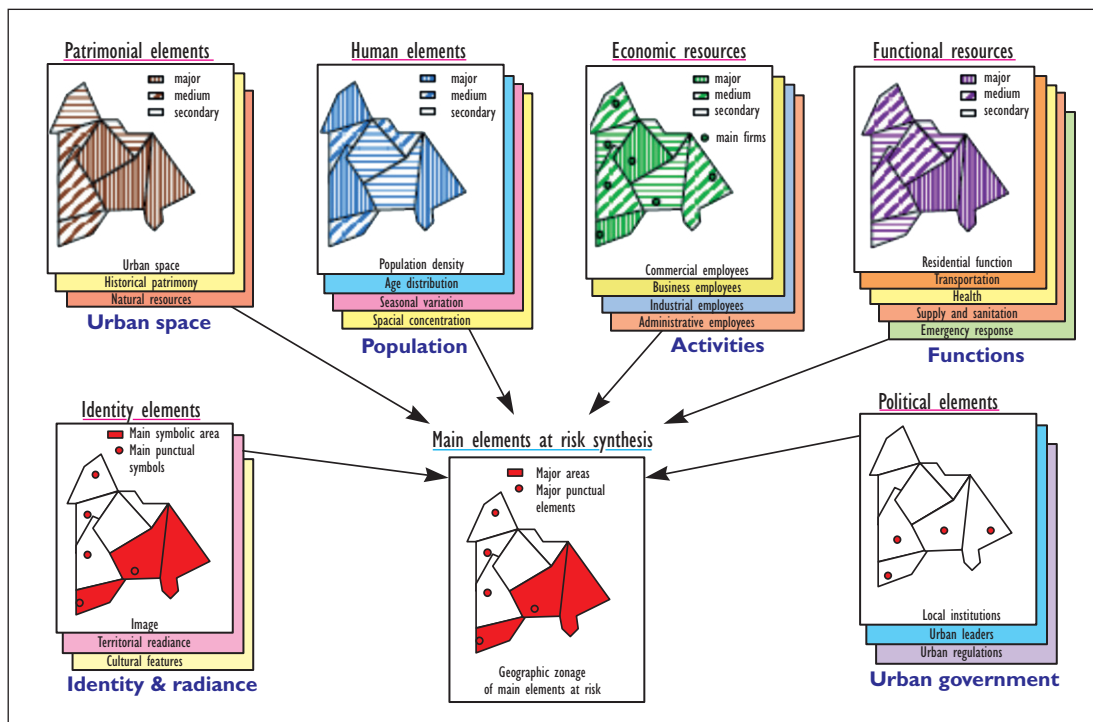 Patrimonial elements
major
medium
secondary
Urban space
Historical patrimony
Natural resources
Urban space
Human elements
major
medium
secondary
Population density
Age distribution
Seasonal variation
Spacial concentration
Population
Economic resources
major
medium
secondary
main firms
Commercial employees
Business employees
Industrial employees
Administrative employees
Activities
Functional resources
major
medium
secondary
Residential function
Transportation
Health
Supply and sanitation
Emergency response
Functions
Identity elements
Main symbolic area
Main punctual
symbols
Image
Territorial readiance
Cultural features
Identity & radiance
Main elements at risk synthesis
Major areas
Major punctual
elements
Geographic zonage
of main elements at risk
Political elements
Local institutions
Urban leaders
Urban regulations
Urban government